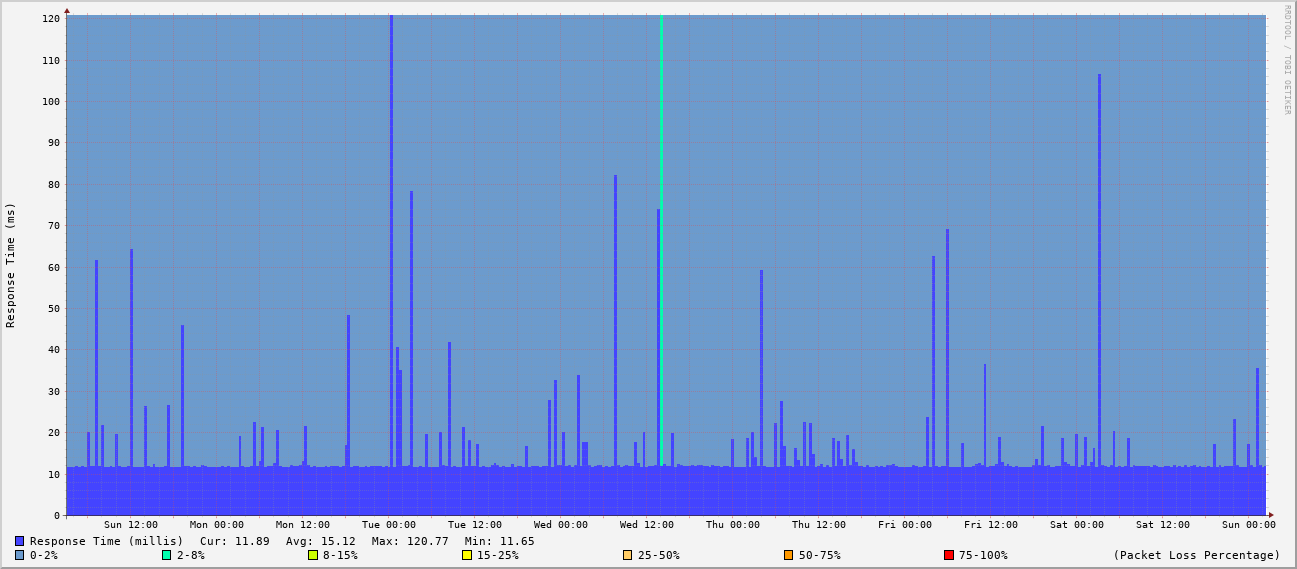 RRDTOOL / TOBI OETIKER
Response Time (ms)
120
110
100
90
80
70
60
50
40
30
20
10
0
Sun 12:00 Mon 00:00 Mon 12:00 Tue 00:00 Tue 12:00 Wed 00:00 Wed 12:00 Thu 00:00 Thu 12:00 Fri 00:00 Fri 12:00 Sat 00:00 Sat 12:00 Sun 00:00
Response Time (millis) Cur: 11.89 Avg: 15.12 Max: 120.77 Min: 11.65
0-2% 2-8% 8-15% 15-25% 25-50% 50-75% 75-100% (Packet Loss Percentage)